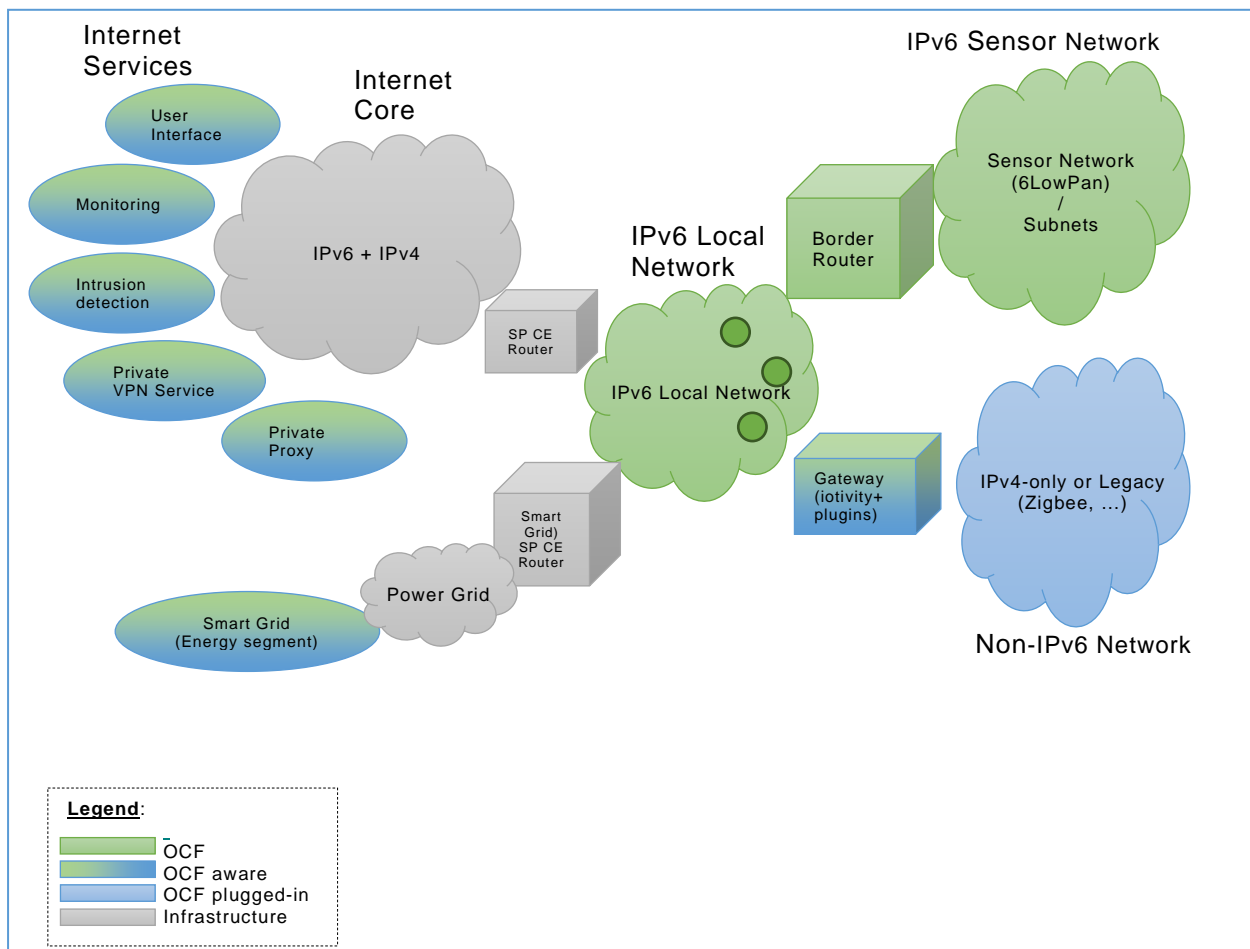 Internet
Services
User
Interface
Monitoring
Intrusion
detection
Private
VPN Service
Private
Proxy
Internet
Core
IPv6 + IPv4
SP CE
Router
IPv6 Local
Network
IPv6 Local Network
Border
Router
IPv6 Sensor Network
Sensor Network
(6LowPan)
/
Subnets
Gateway
(iotivity+
plugins)
IPv4-only or Legacy
(Zigbee, ...)
Non-IPv6 Network
Smart
Grid)
SP CE
Router
Power Grid
Smart Grid
(Energy segment)
Legend:
OCF
OCF aware
OCF plugged-in
Infrastructure